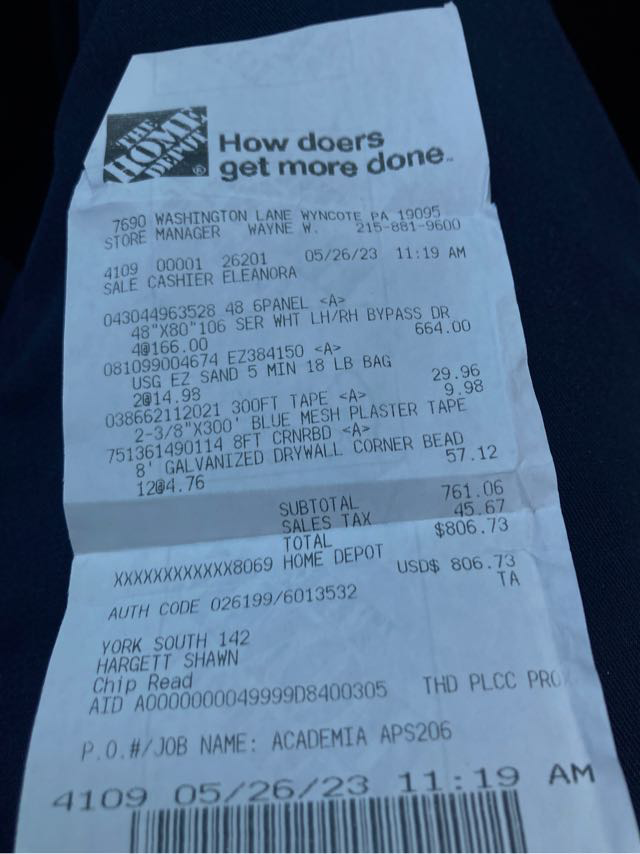 THE
HOME
DEPOT
®
How doers
get more done™
7690 WASHINGTON LANE WYNCOTE PA 19095
STORE MANAGER WAYNE W. 215-881-9600
4109 00001 26201 05/26/23 11:19 AM
SALE CASHIER ELEANORA
043044963528 48 6PANEL <A>
48"X80"106 SER WHT LH/RH BYPASS DR
4@166.00 664.00
081099004674 EZ384150 <A>
USG EZ SAND 5 MIN 18 LB BAG
2@14.98 29.96
038662112021 300FT TAPE <A> 9.98
2-3/8"X300' BLUE MESH PLASTER TAPE
751361490114 8FT CRNRBD <A>
8' GALVANIZED DRYWALL CORNER BEAD
12@4.76 57.12
SUBTOTAL 761.06
SALES TAX 45.67
TOTAL $806.73
XXXXXXXXXXXX8069 HOME DEPOT
USD$ 806.73
AUTH CODE 026199/6013532 TA
YORK SOUTH 142
HARGETT SHAWN
Chip Read
AID A0000000049999D8400305 THD PLCC PROX
P.O.#/JOB NAME: ACADEMIA APS206
4109 05/26/23 11:19 AM